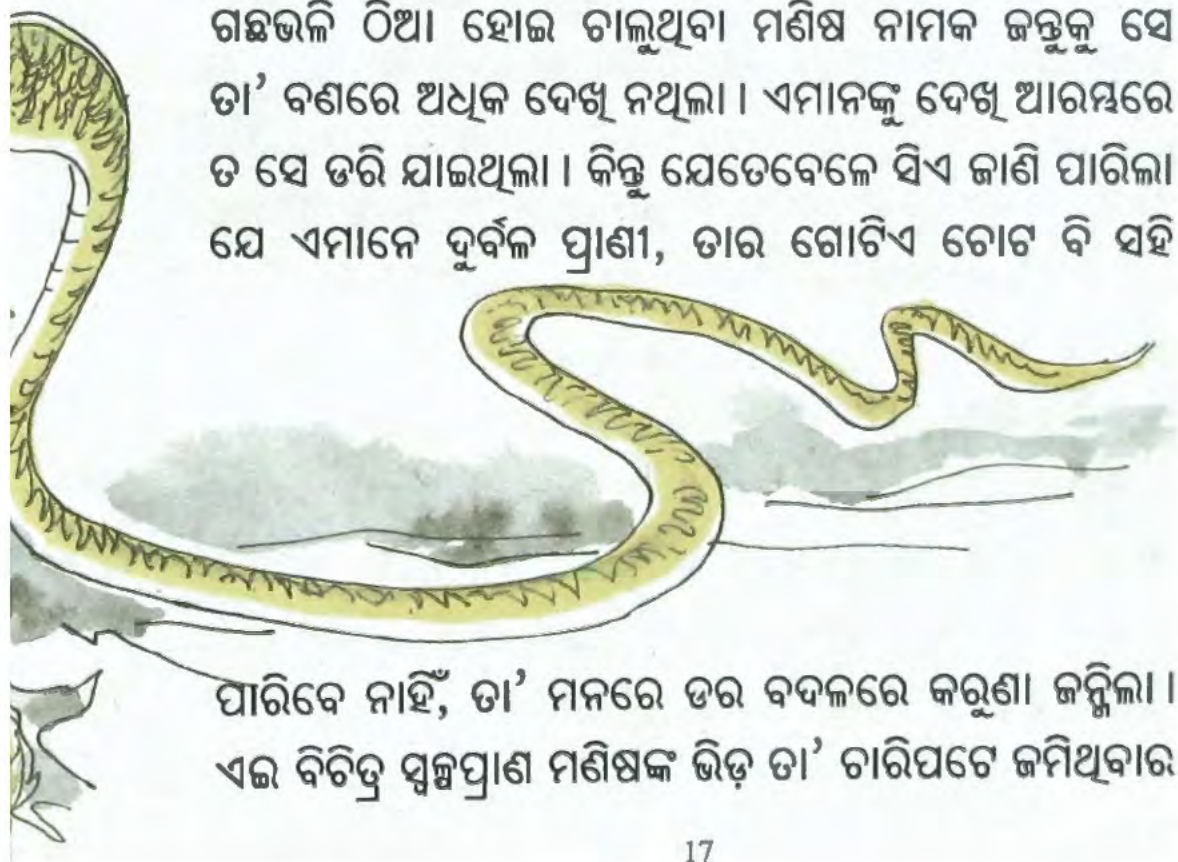 ଗଛଭଳି ଠିଆ ହୋଇ ଚାଲୁଥିବା ମଣିଷ ନାମକ ଜନ୍ତୁକୁ ସେ
ତା’ ବଣରେ ଅଧିକ ଦେଖି ନଥିଲା । ଏମାନଙ୍କୁ ଦେଖି ଆରମ୍ଭରେ
ତ ସେ ଡରି ଯାଇଥିଲା । କିନ୍ତୁ ଯେତେବେଳେ ସିଏ ଜାଣି ପାରିଲା
ଯେ ଏମାନେ ଦୁର୍ବଳ ପ୍ରାଣୀ, ତାର ଗୋଟିଏ ଚୋଟ ବି ସହି
ପାରିବେ ନାହିଁ, ତା’ ମନରେ ଡର ବଦଳରେ କରୁଣା ଜନ୍ମିଲା ।
ଏଇ ବିଚିତ୍ର ସ୍ୱଳ୍ପପ୍ରାଣ ମଣିଷଙ୍କ ଭିଡ଼ ତା’ ଚାରିପଟେ ଜମିଥିବାର
17